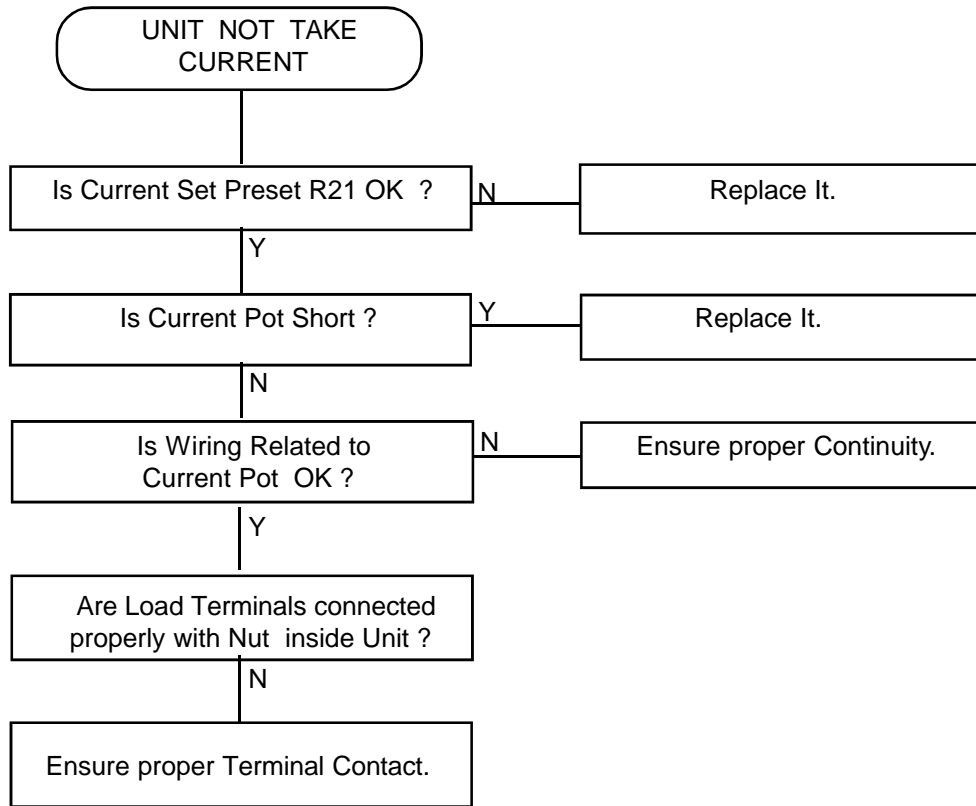 UNIT NOT TAKE
CURRENT
Is Current Set Preset R21 OK ?
N
Replace It.
Y
Is Current Pot Short ?
Y
Replace It.
N
Is Wiring Related to
Current Pot OK ?
N
Ensure proper Continuity.
Y
Are Load Terminals connected
properly with Nut inside Unit ?
N
Ensure proper Terminal Contact.